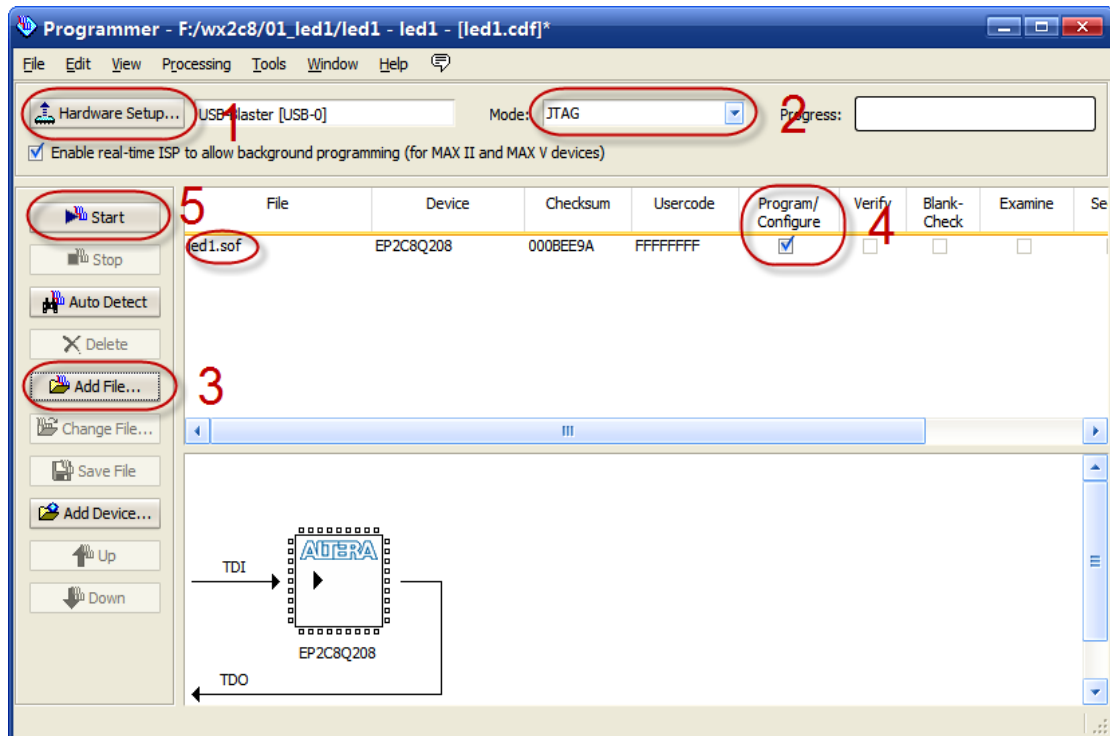 Programmer - F:/wx2c8/01_led1/led1 - led1 - [led1.cdf]*
File Edit View Processing Tools Window Help
Hardware Setup... 1 USB-Blaster [USB-0] Mode: JTAG 2 Progress:
Enable real-time ISP to allow background programming (for MAX II and MAX V devices)
Start 5
Stop
Auto Detect
Delete
Add File... 3
Change File...
Save File
Add Device...
Up
Down
File Device Checksum Usercode Program/ Configure Verify 4 Blank- Check Examine Se
led1.sof EP2C8Q208 000BEE9A FFFFFFFF
TDI
ALTERA
EP2C8Q208
TDO